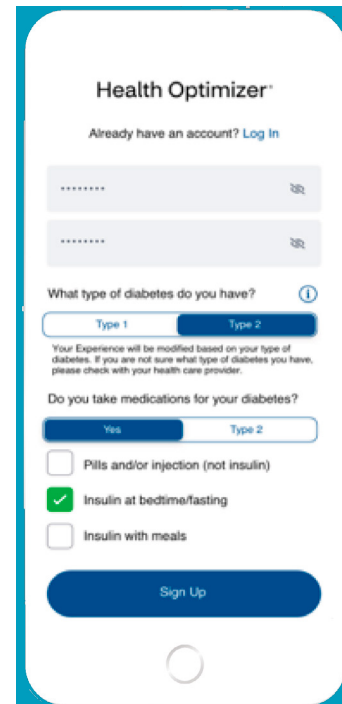 Health Optimizer™
Already have an account? Log In
••••••••
••••••••
What type of diabetes do you have?
Type 1 Type 2
Your Experience will be modified based on your type of
diabetes. If you are not sure what type of diabetes you have,
please check with your health care provider.
Do you take medications for your diabetes?
Yes Type 2
Pills and/or injection (not insulin)
Insulin at bedtime/fasting
Insulin with meals
Sign Up